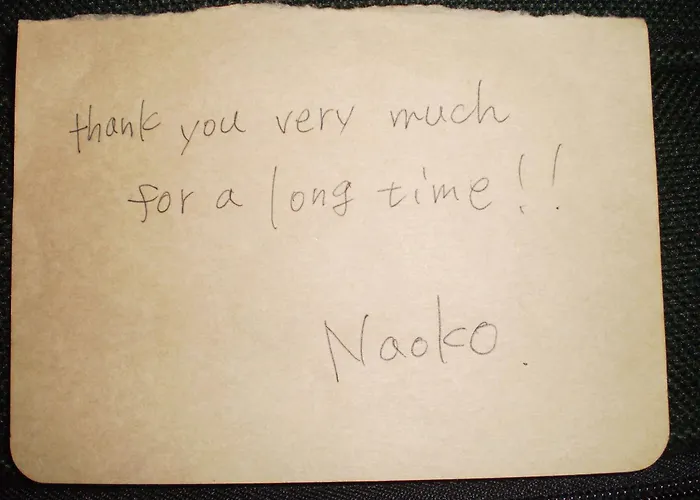 thank you very much
for a long time!!
Naoko.